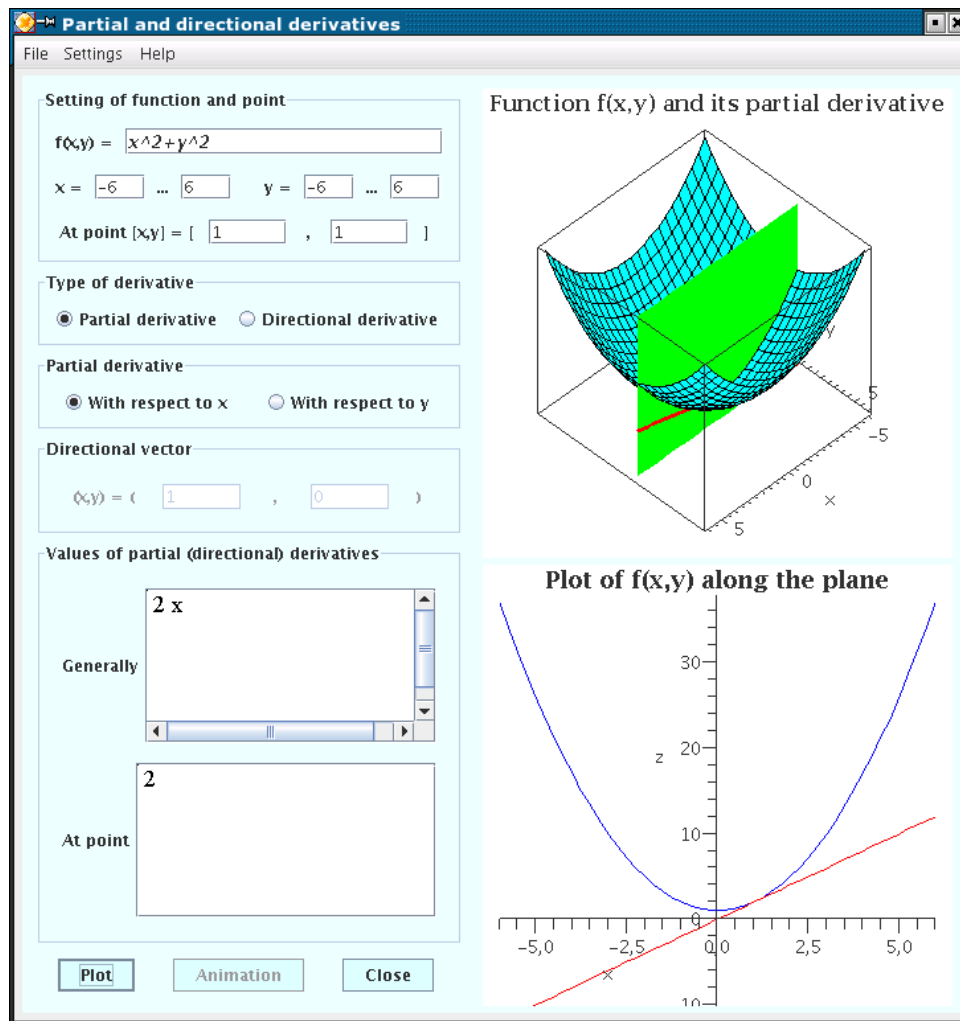 Partial and directional derivatives
File Settings Help
Setting of function and point
f(x,y) = x^2+y^2
x = -6 ... 6 y = -6 ... 6
At point [x,y] = [ 1 , 1 ]
Type of derivative
Partial derivative Directional derivative
Partial derivative
With respect to x With respect to y
Directional vector
(x,y) = ( 1 , 0 )
Values of partial (directional) derivatives
Generally 2 x
At point 2
Plot Animation Close
Function f(x,y) and its partial derivative
y
5
-5
0
x
5
Plot of f(x,y) along the plane
30
20
z
10
0
-5,0 -2,5 0,0 2,5 5,0
x
10